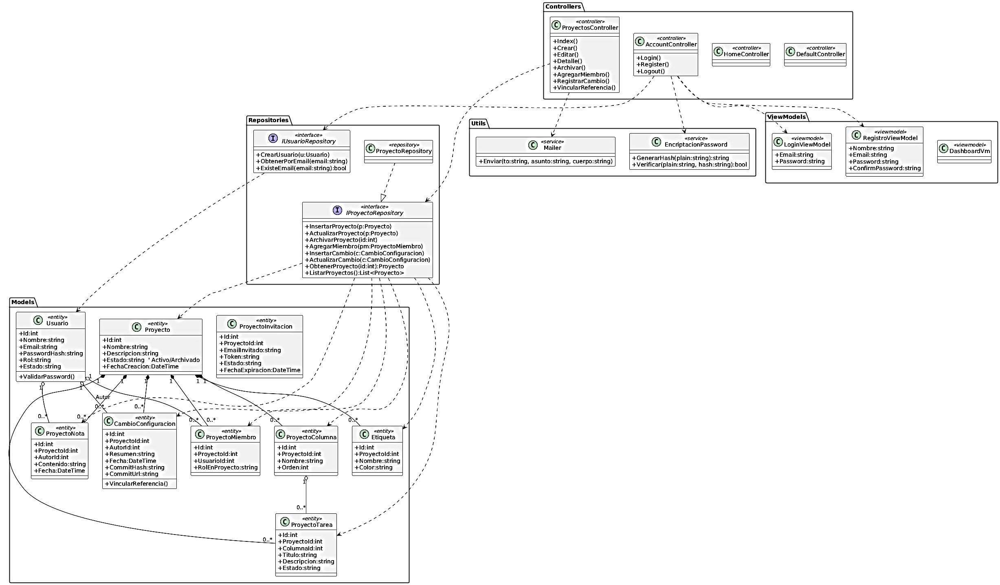 Controllers
«controller»
ProyectosController
+Index()
+Crear()
+Editar()
+Detalle()
+Archivar()
+AgregarMiembro()
+RegistrarCambio()
+VincularReferencia()
«controller»
AccountController
+Login()
+Register()
+Logout()
«controller»
HomeController
«controller»
DefaultController
Repositories
«interface»
IUsuarioRepository
+CrearUsuario(u:Usuario)
+ObtenerPorEmail(email:string)
+ExisteEmail(email:string):bool
«repository»
ProyectoRepository
«interface»
IProyectoRepository
+InsertarProyecto(p:Proyecto)
+ActualizarProyecto(p:Proyecto)
+ArchivarProyecto(id:int)
+AgregarMiembro(pm:ProyectoMiembro)
+InsertarCambio(c:CambioConfiguracion)
+ActualizarCambio(c:CambioConfiguracion)
+ObtenerProyecto(id:int):Proyecto
+ListarProyectos():List<Proyecto>
Utils
«service»
Mailer
+Enviar(to:string, asunto:string, cuerpo:string)
«service»
EncriptacionPassword
+GenerarHash(plain:string):string
+Verificar(plain:string, hash:string):bool
ViewModels
«viewmodel»
LoginViewModel
+Email:string
+Password:string
«viewmodel»
RegistroViewModel
+Nombre:string
+Email:string
+Password:string
+ConfirmPassword:string
«viewmodel»
DashboardVm
Models
«entity»
Usuario
+Id:int
+Nombre:string
+Email:string
+PasswordHash:string
+Rol:string
+Estado:string
+ValidarPassword()
«entity»
Proyecto
+Id:int
+Nombre:string
+Descripcion:string
+Estado:string ' Activo/Archivado
+FechaCreacion:DateTime
«entity»
ProyectoInvitacion
+Id:int
+ProyectoId:int
+EmailInvitado:string
+Token:string
+Estado:string
+FechaExpiracion:DateTime
1
1
1
1
1
1
1
1
1
Autor
0..*
0..*
0..*
0..*
0..*
0..*
0..*
0..*
«entity»
ProyectoNota
+Id:int
+ProyectoId:int
+AutorId:int
+Contenido:string
+Fecha:DateTime
«entity»
CambioConfiguracion
+Id:int
+ProyectoId:int
+AutorId:int
+Resumen:string
+Fecha:DateTime
+CommitHash:string
+CommitUrl:string
+VincularReferencia()
«entity»
ProyectoMiembro
+Id:int
+ProyectoId:int
+UsuarioId:int
+RolEnProyecto:string
«entity»
ProyectoColumna
+Id:int
+ProyectoId:int
+Nombre:string
+Orden:int
«entity»
Etiqueta
+Id:int
+ProyectoId:int
+Nombre:string
+Color:string
1
0..*
0..*
«entity»
ProyectoTarea
+Id:int
+ProyectoId:int
+ColumnaId:int
+Titulo:string
+Descripcion:string
+Estado:string